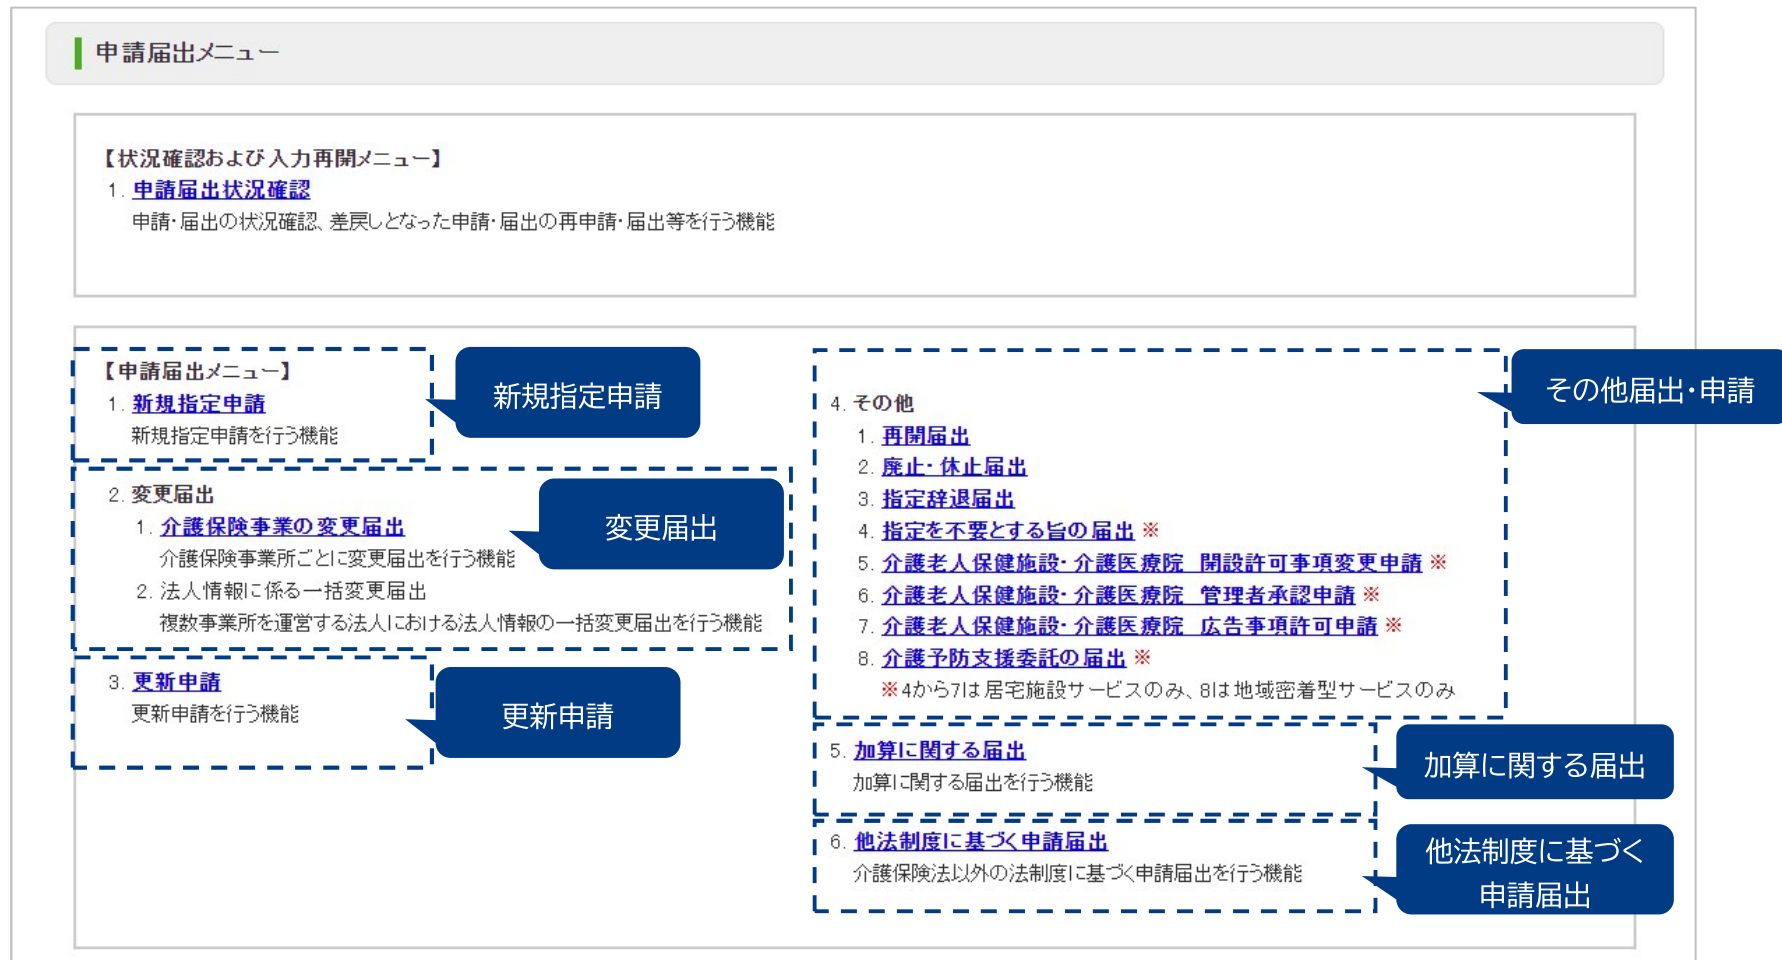 申請届出メニュー
【状況確認および入力再開メニュー】
1. 申請届出状況確認
申請・届出の状況確認、差戻しとなった申請・届出の再申請・届出等を行う機能
【申請届出メニュー】
1. 新規指定申請
新規指定申請を行う機能
新規指定申請
2. 変更届出
1. 介護保険事業の変更届出
介護保険事業所ごとに変更届出を行う機能
2. 法人情報に係る一括変更届出
複数事業所を運営する法人における法人情報の一括変更届出を行う機能
変更届出
3. 更新申請
更新申請を行う機能
更新申請
4. その他
1. 再開届出
2. 廃止・休止届出
3. 指定辞退届出
4. 指定を不要とする旨の届出 ※
5. 介護老人保健施設・介護医療院　開設許可事項変更申請 ※
6. 介護老人保健施設・介護医療院　管理者承認申請 ※
7. 介護老人保健施設・介護医療院　広告事項許可申請 ※
8. 介護予防支援委託の届出 ※
※4から7は居宅施設サービスのみ、8は地域密着型サービスのみ
その他届出・申請
5. 加算に関する届出
加算に関する届出を行う機能
加算に関する届出
6. 他法制度に基づく申請届出
介護保険法以外の法制度に基づく申請届出を行う機能
他法制度に基づく
申請届出